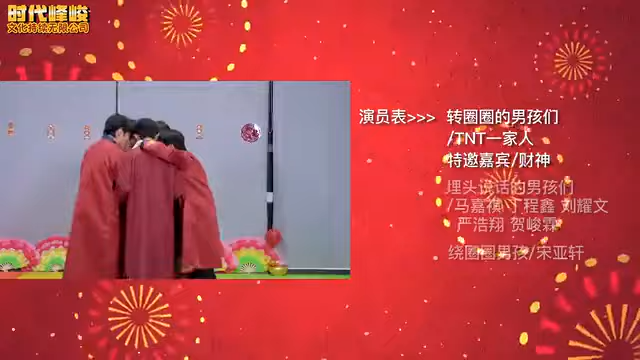 时代峰峻
文化持续无限公司
演员表>>> 转圈圈的男孩们
/TNT一家人
特邀嘉宾/财神
埋头说话的男孩们
/马嘉祺 丁程鑫 刘耀文
严浩翔 贺峻霖
绕圈圈男孩/宋亚轩